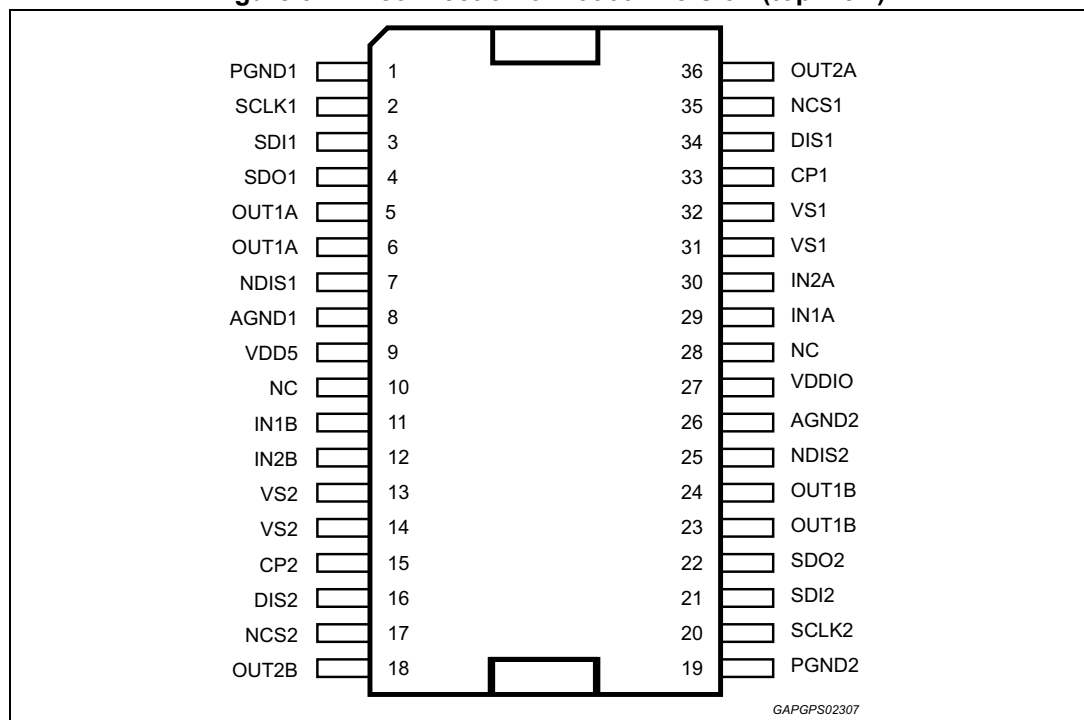 PGND1 1 36 OUT2A
SCLK1 2 35 NCS1
SDI1 3 34 DIS1
SDO1 4 33 CP1
OUT1A 5 32 VS1
OUT1A 6 31 VS1
NDIS1 7 30 IN2A
AGND1 8 29 IN1A
VDD5 9 28 NC
NC 10 27 VDDIO
IN1B 11 26 AGND2
IN2B 12 25 NDIS2
VS2 13 24 OUT1B
VS2 14 23 OUT1B
CP2 15 22 SDO2
DIS2 16 21 SDI2
NCS2 17 20 SCLK2
OUT2B 18 19 PGND2
GAPGPS02307